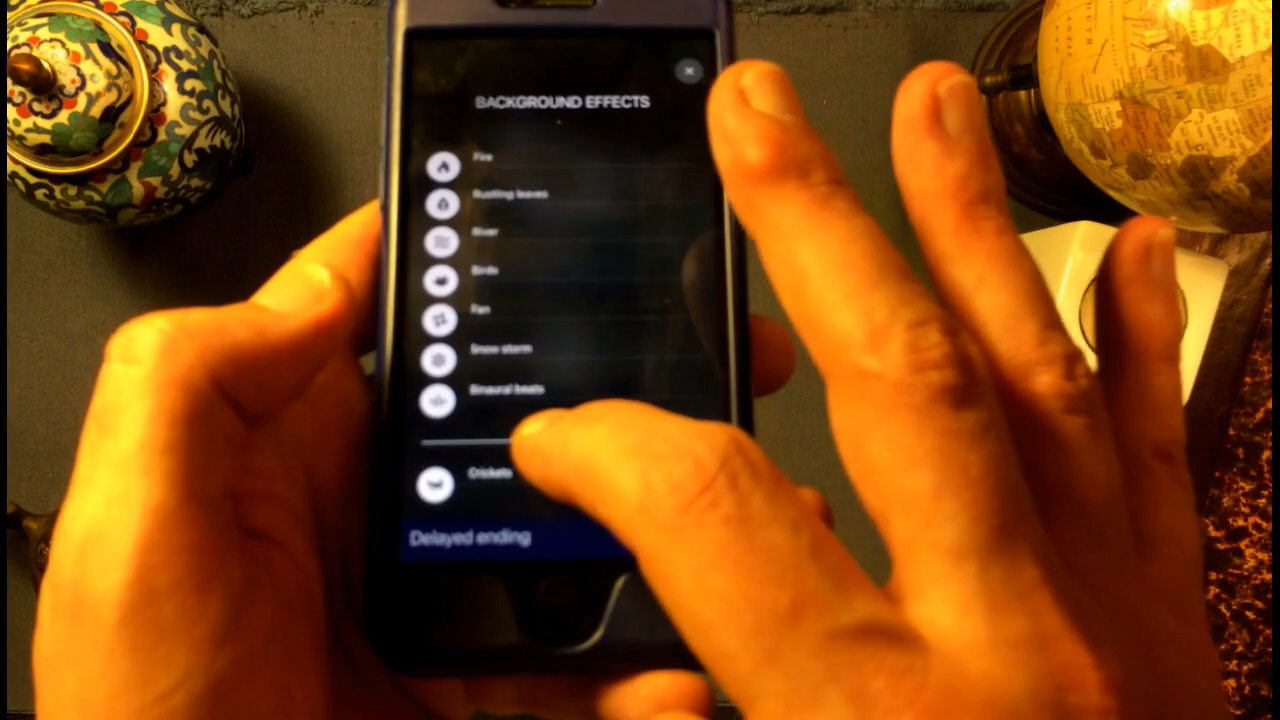 BACKGROUND EFFECTS
Fire
Rustling leaves
River
Birds
Fan
Snow storm
Binaural beats
Crickets
Delayed ending